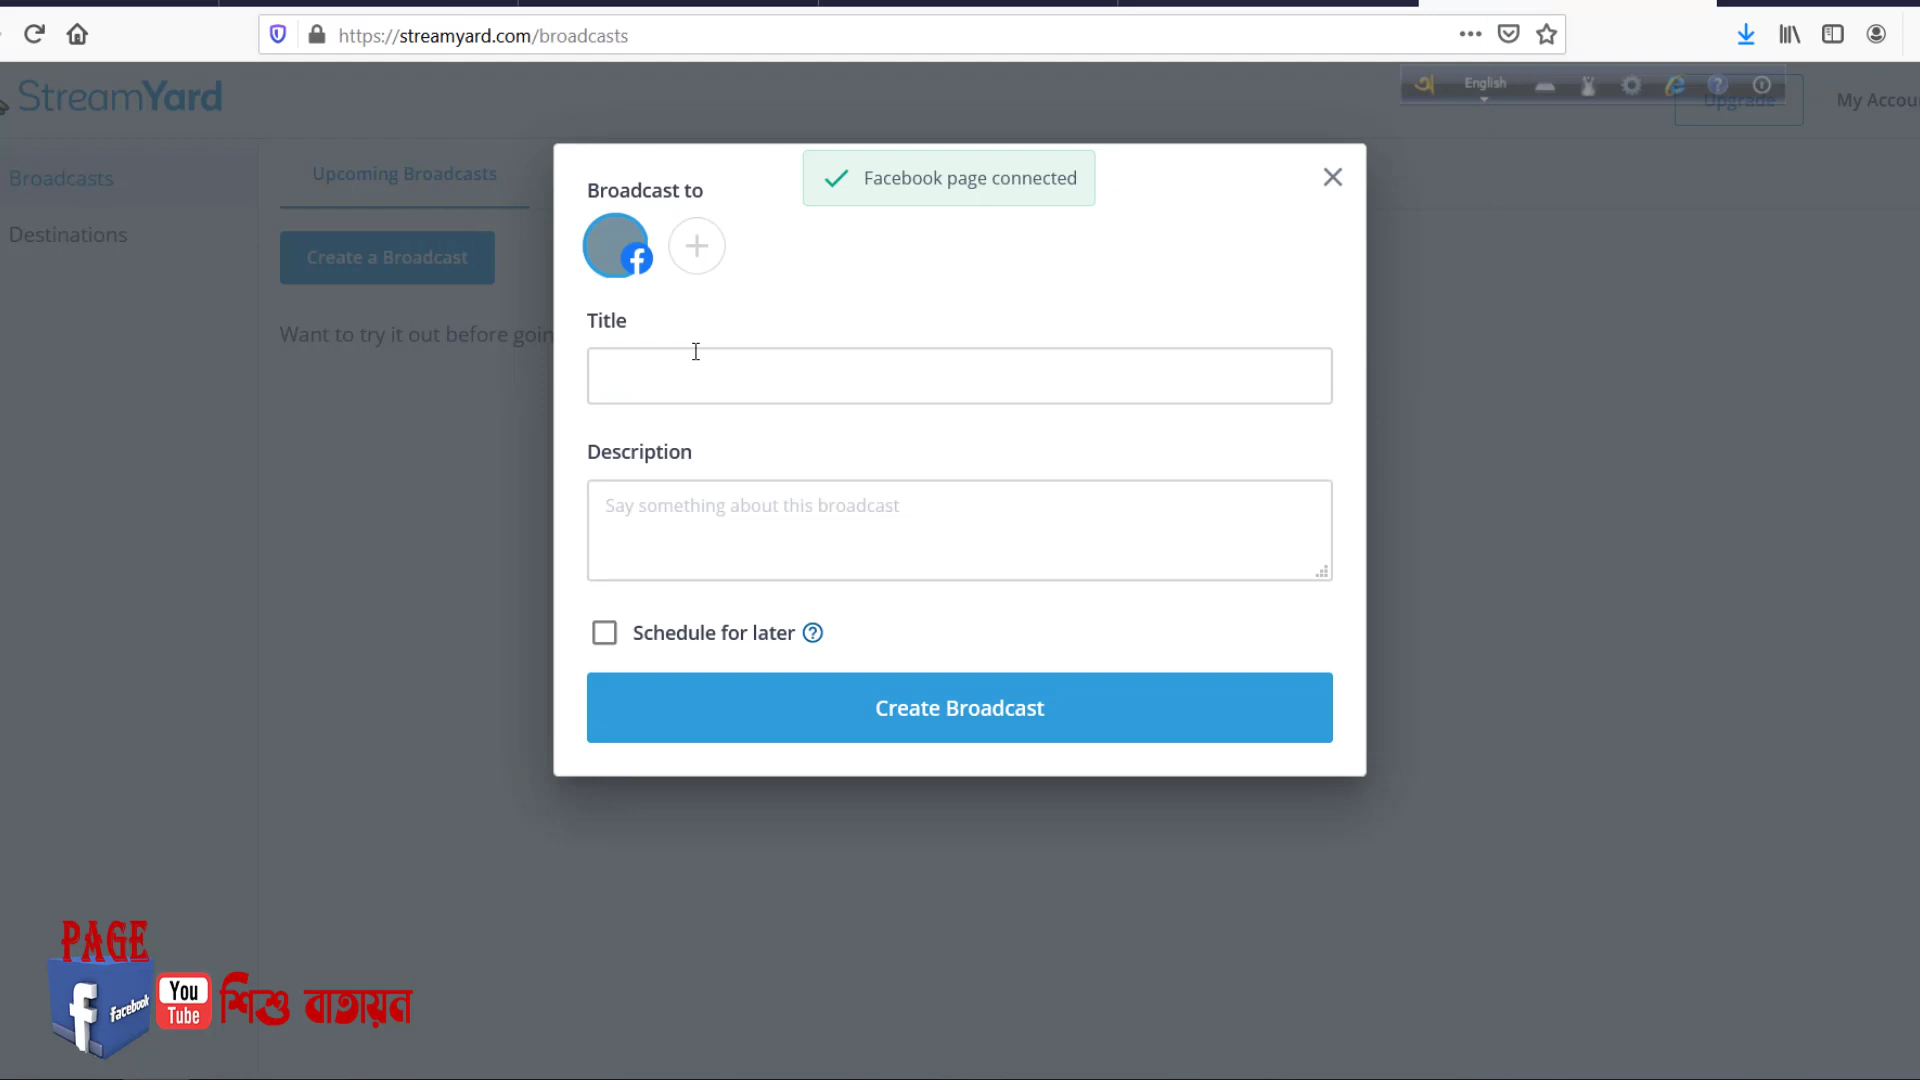 https://streamyard.com/broadcasts
StreamYard
English
Upgrade
My Accou
Broadcasts
Destinations
Upcoming Broadcasts
Create a Broadcast
Want to try it out before goin
Broadcast to
Facebook page connected
Title
Description
Say something about this broadcast
Schedule for later
Create Broadcast
PAGE
facebook
You
Tube
শিশু বাতায়ন